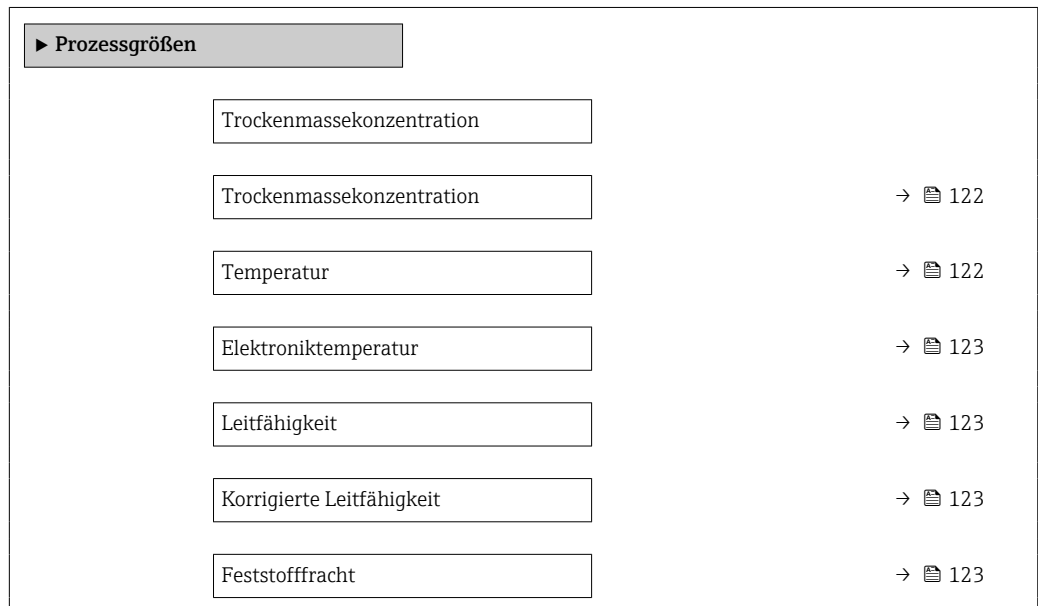 ▶ Prozessgrößen
Trockenmassekonzentration
Trockenmassekonzentration → 122
Temperatur → 122
Elektroniktemperatur → 123
Leitfähigkeit → 123
Korrigierte Leitfähigkeit → 123
Feststofffracht → 123